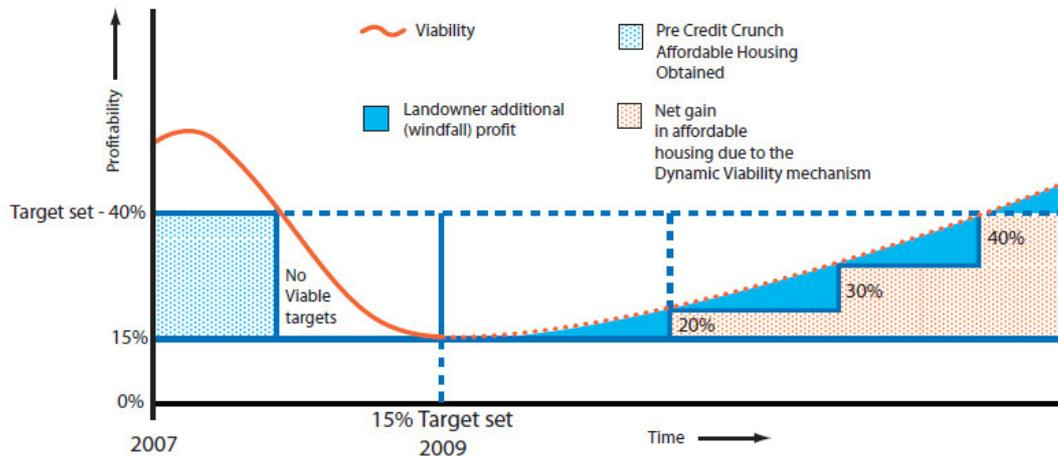 Profitability
Viability
Pre Credit Crunch
Affordable Housing
Obtained
Landowner additional
(windfall) profit
Net gain
in affordable
housing due to the
Dynamic Viability mechanism
Target set - 40%
No
Viable
targets
40%
30%
20%
15%
0%
15% Target set
2007
2009
Time